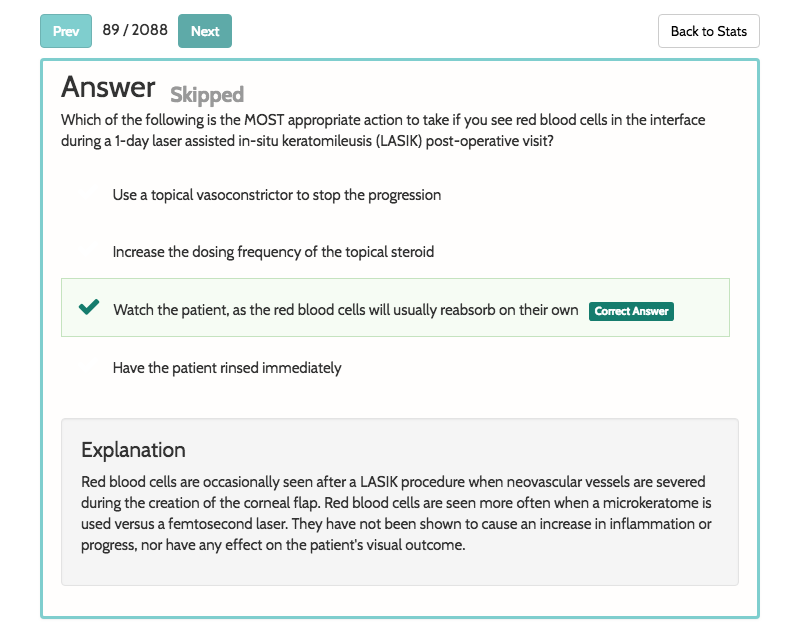 Prev 89 / 2088 Next Back to Stats
Answer Skipped
Which of the following is the MOST appropriate action to take if you see red blood cells in the interface
during a 1-day laser assisted in-situ keratomileusis (LASIK) post-operative visit?
Use a topical vasoconstrictor to stop the progression
Increase the dosing frequency of the topical steroid
Watch the patient, as the red blood cells will usually reabsorb on their own Correct Answer
Have the patient rinsed immediately
Explanation
Red blood cells are occasionally seen after a LASIK procedure when neovascular vessels are severed
during the creation of the corneal flap. Red blood cells are seen more often when a microkeratome is
used versus a femtosecond laser. They have not been shown to cause an increase in inflammation or
progress, nor have any effect on the patient's visual outcome.